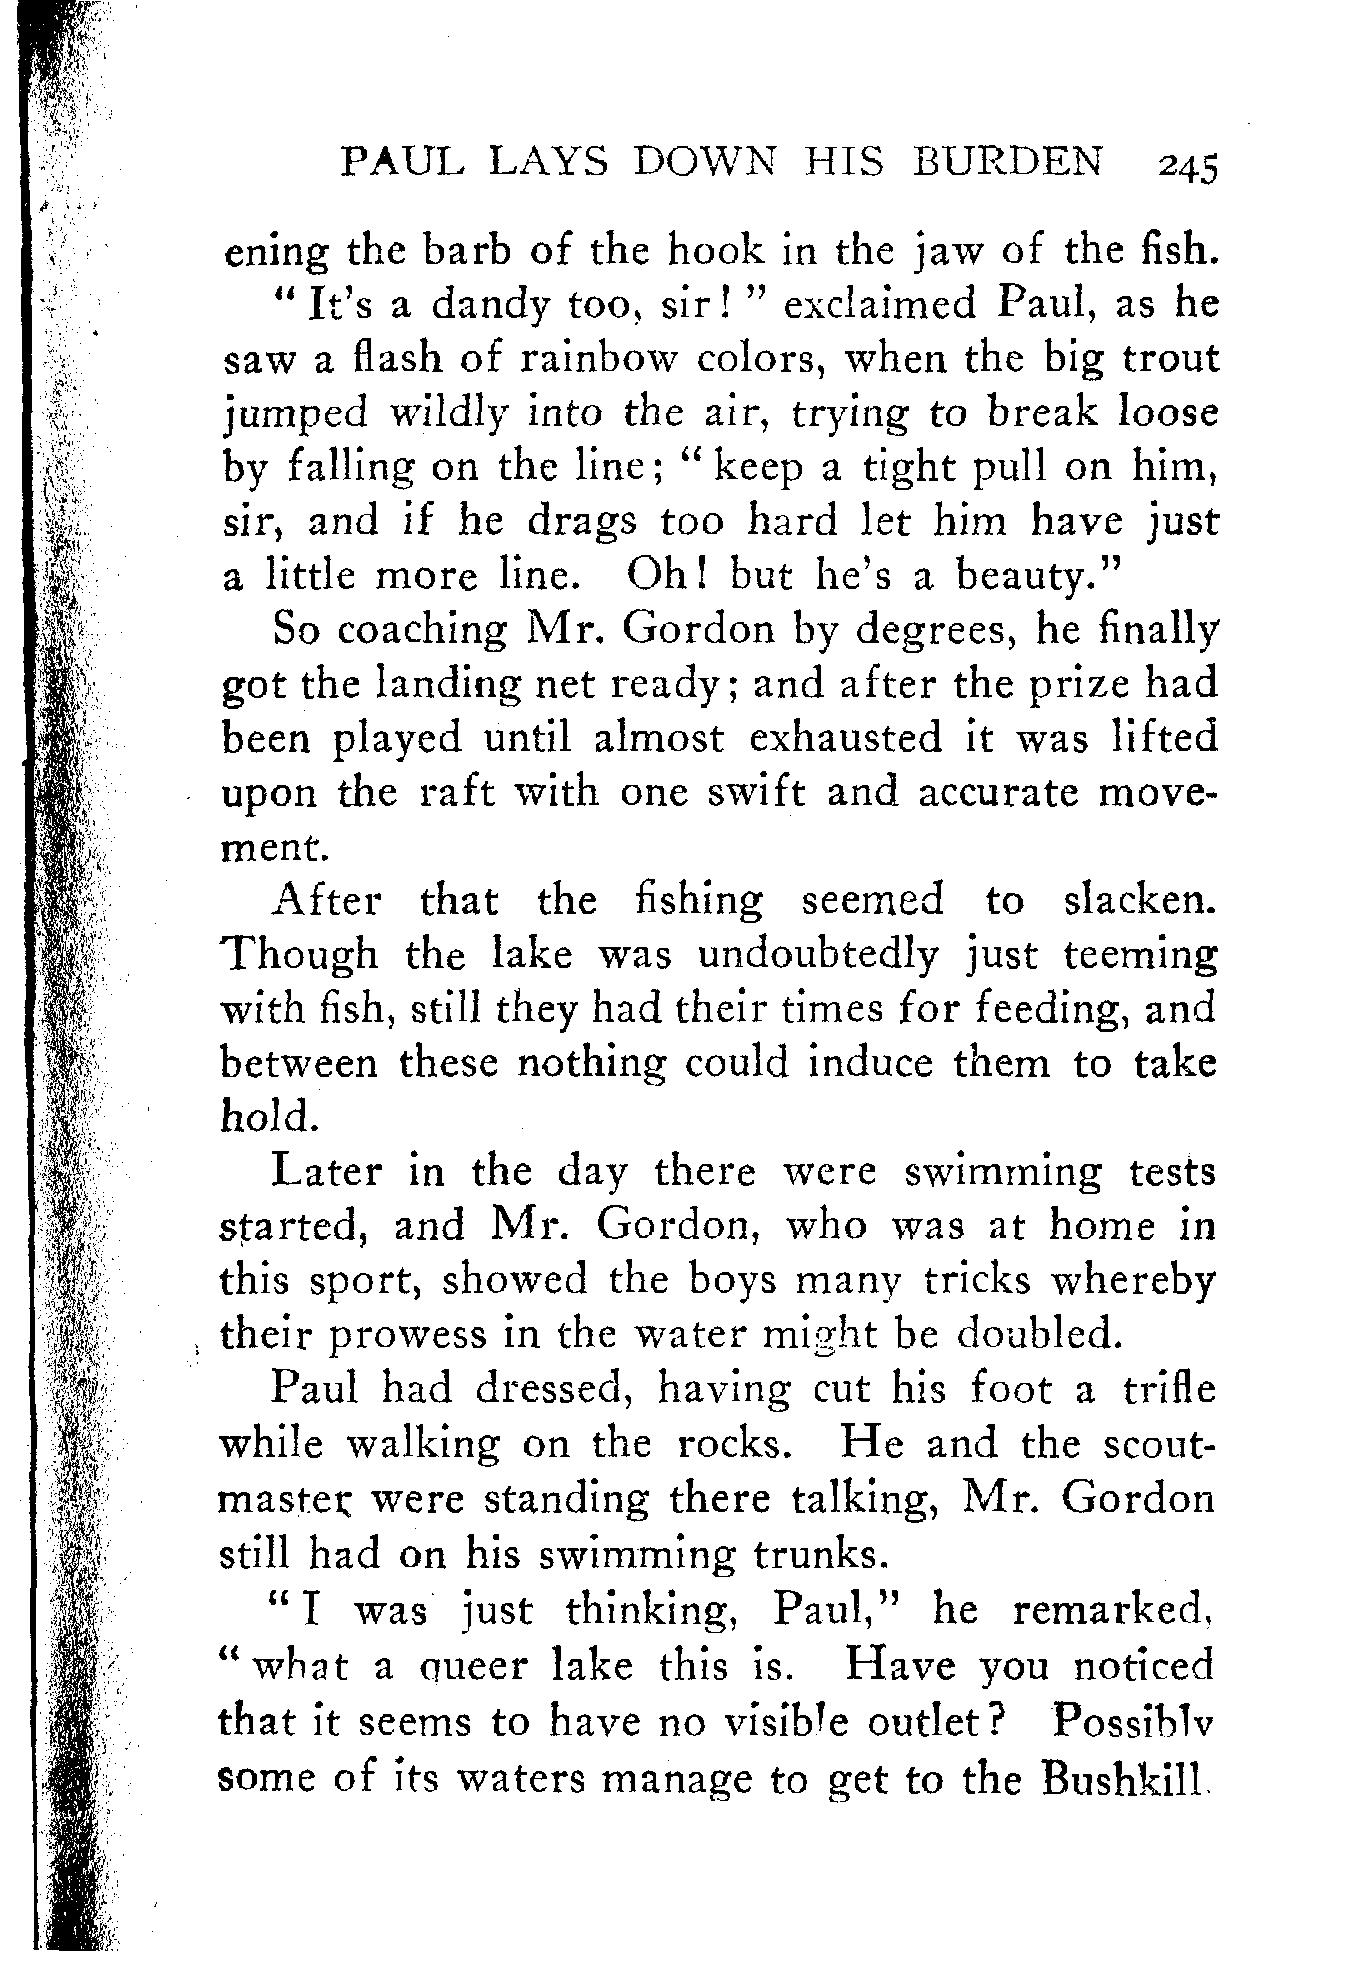 PAUL LAYS DOWN HIS BURDEN 245
ening the barb of the hook in the jaw of the fish.
“ It's a dandy too, sir! ” exclaimed Paul, as he
saw a flash of rainbow colors, when the big trout
jumped wildly into the air, trying to break loose
by falling on the line; “ keep a tight pull on him,
sir, and if he drags too hard let him have just
a little more line. Oh! but he's a beauty.”
So coaching Mr. Gordon by degrees, he finally
got the landing net ready; and after the prize had
been played until almost exhausted it was lifted
upon the raft with one swift and accurate move-
ment.
After that the fishing seemed to slacken.
Though the lake was undoubtedly just teeming
with fish, still they had their times for feeding, and
between these nothing could induce them to take
hold.
Later in the day there were swimming tests
started, and Mr. Gordon, who was at home in
this sport, showed the boys many tricks whereby
their prowess in the water might be doubled.
Paul had dressed, having cut his foot a trifle
while walking on the rocks. He and the scout-
master were standing there talking, Mr. Gordon
still had on his swimming trunks.
“ I was just thinking, Paul,” he remarked,
“ what a queer lake this is. Have you noticed
that it seems to have no visible outlet? Possibly
some of its waters manage to get to the Bushkill.